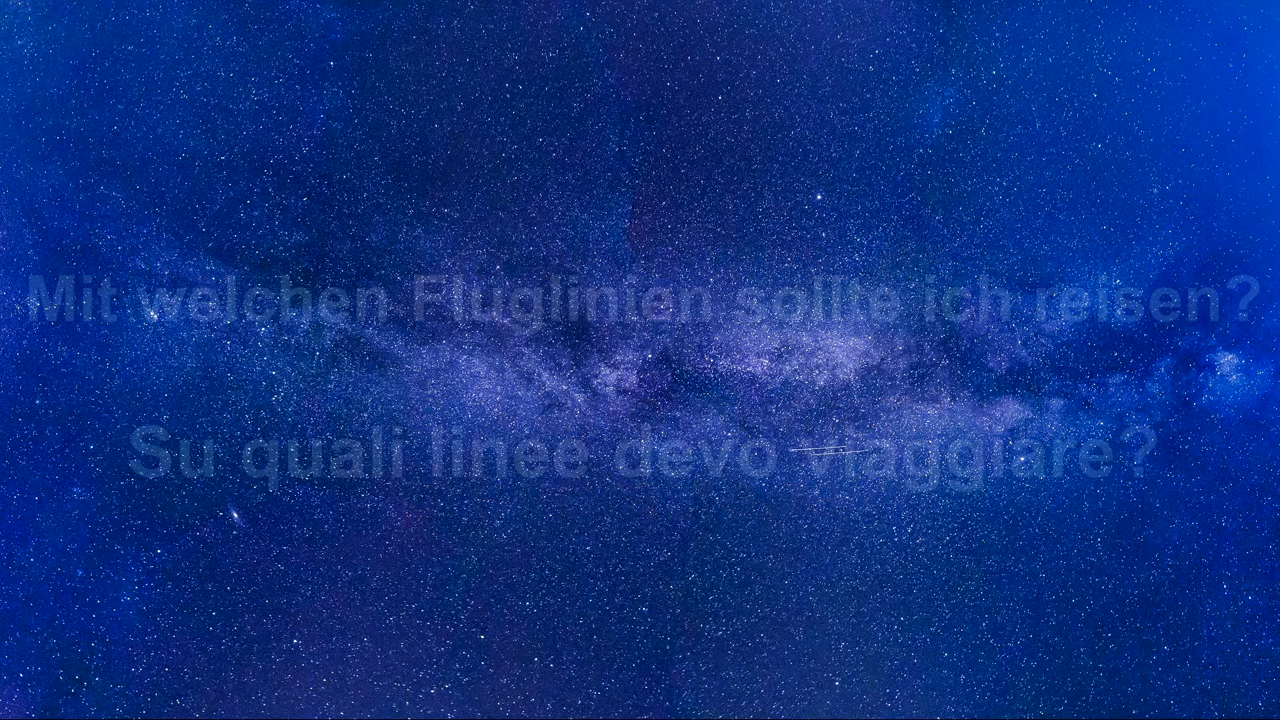 Mit welchen Fluglinien sollte ich reisen?
Su quali linee devo viaggiare?